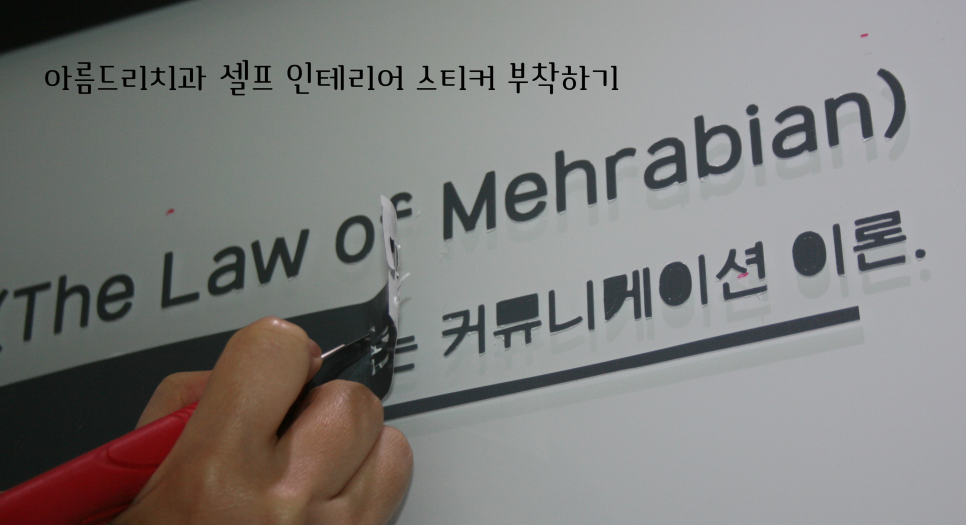 아름드리치과 셀프 인테리어 스티커 부착하기
(The Law of Mehrabian)
는 커뮤니케이션 이론.